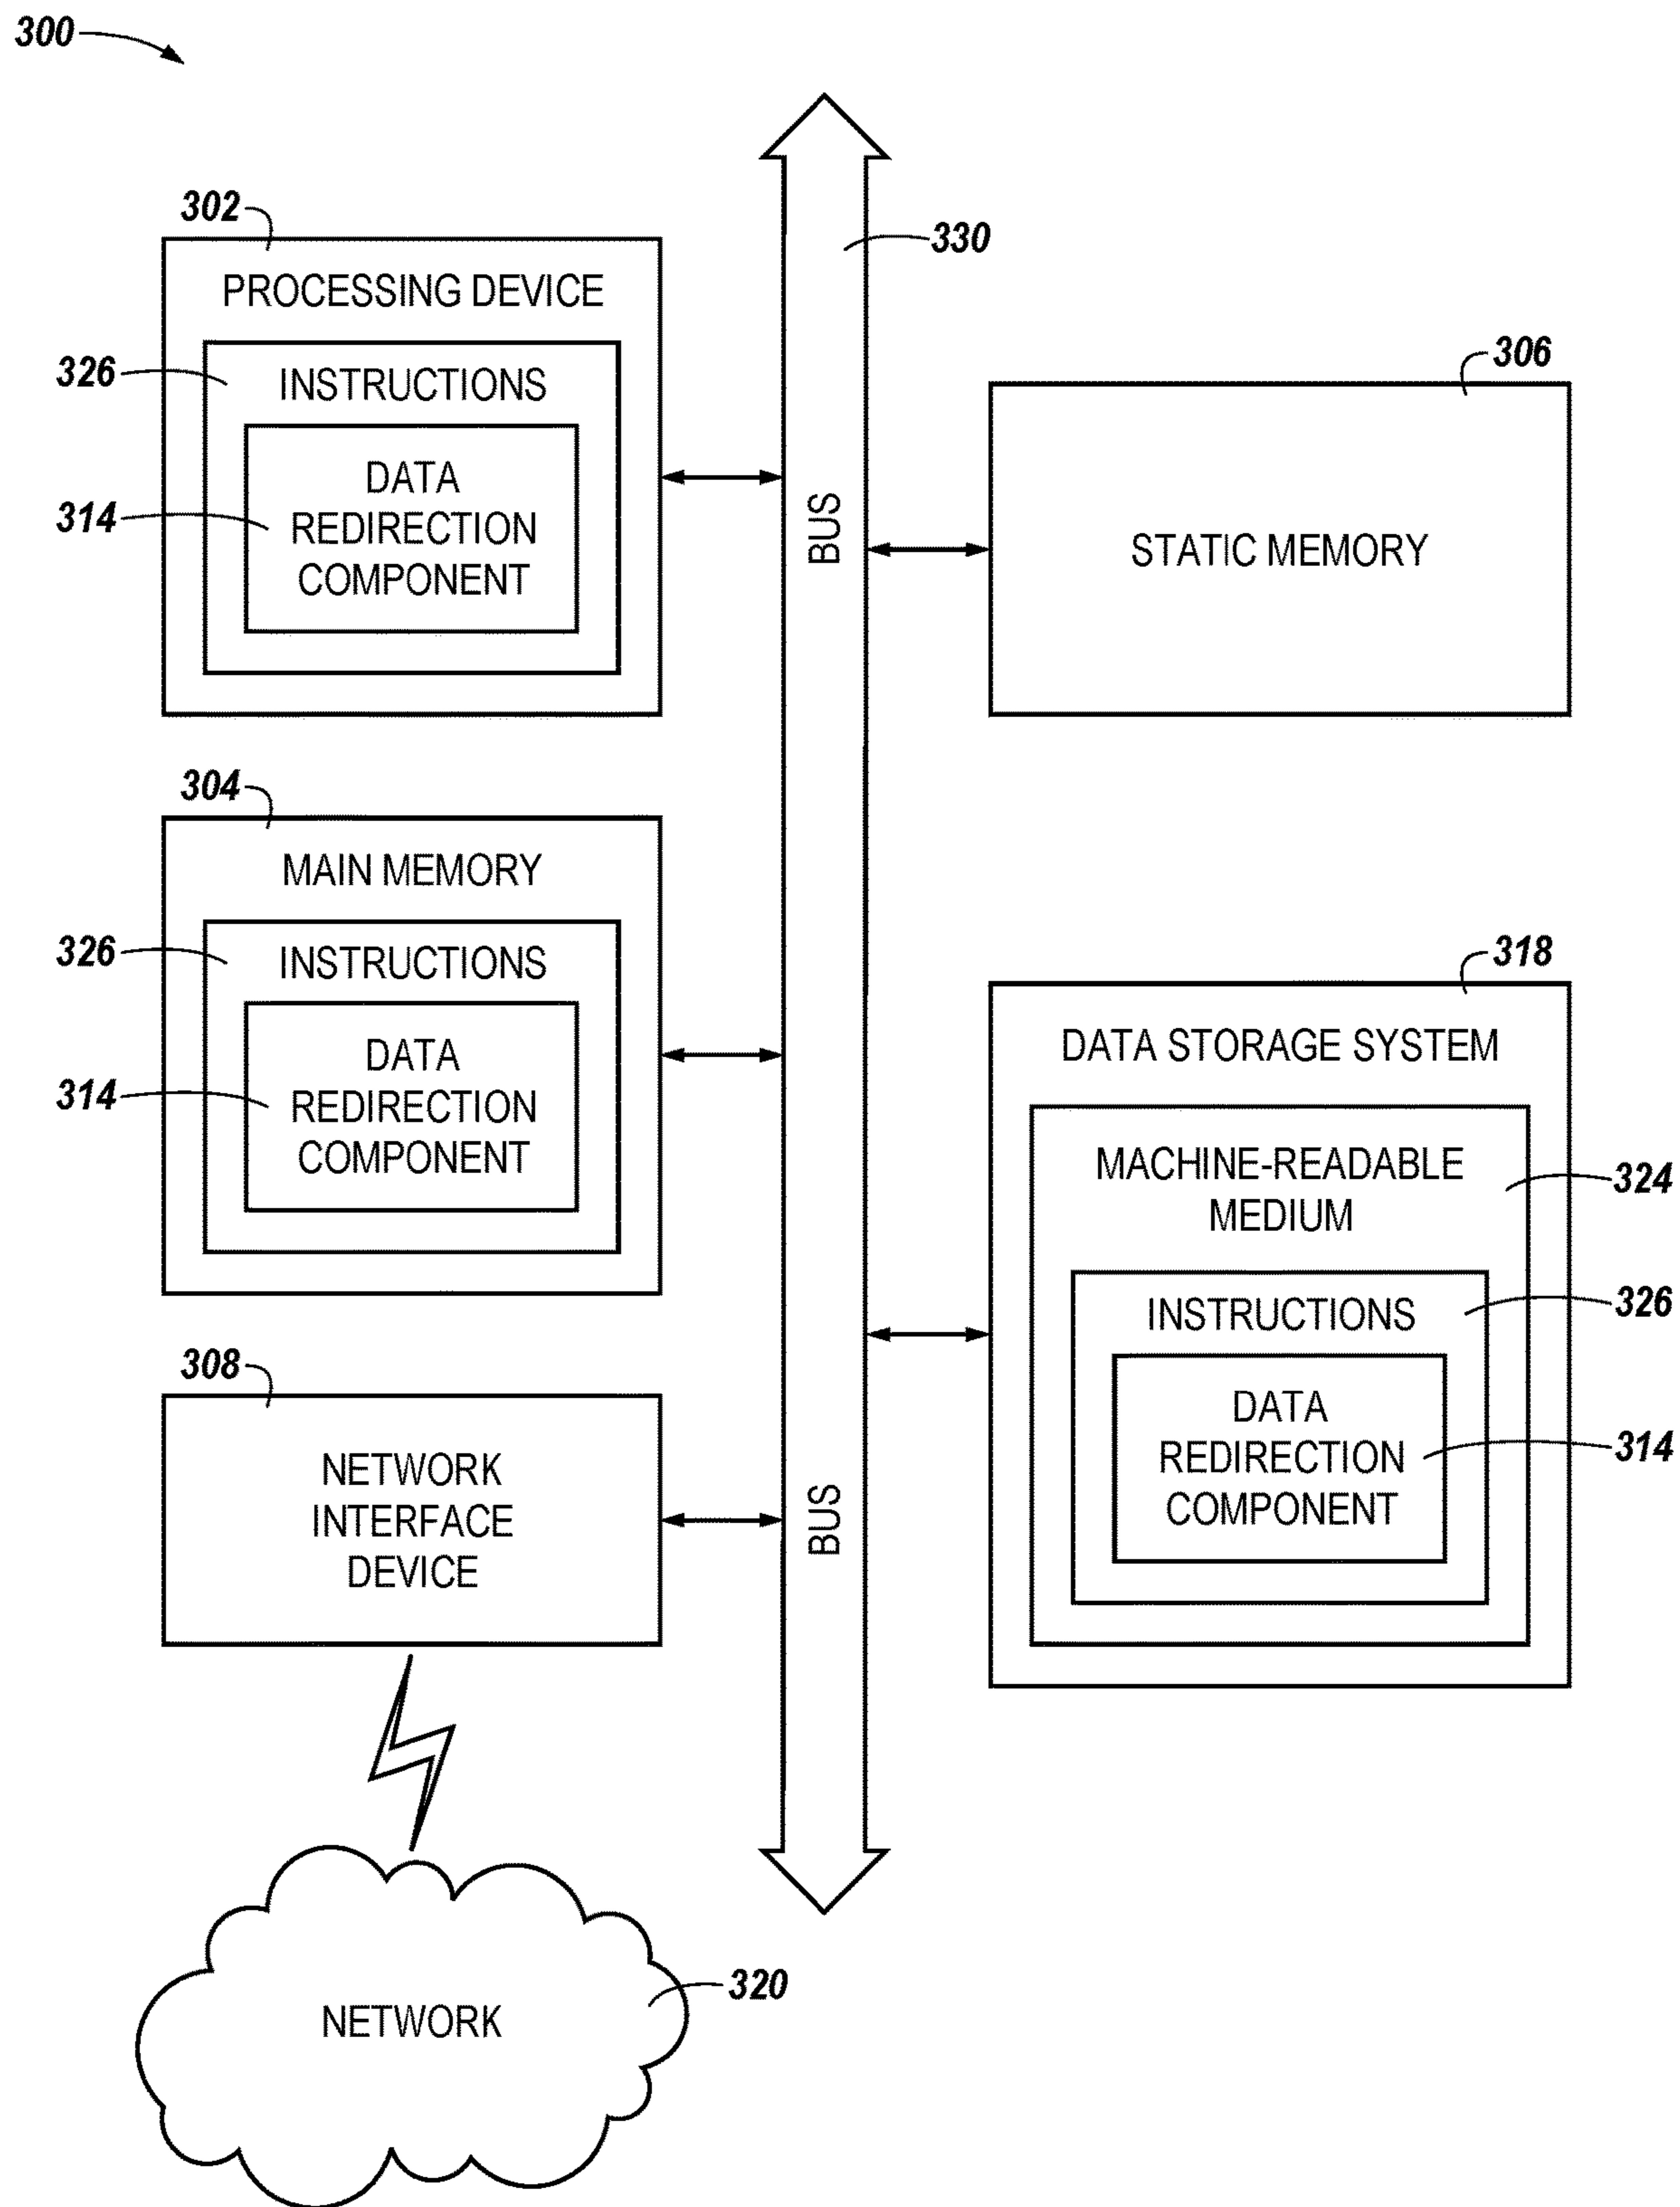 300
302
PROCESSING DEVICE
326
INSTRUCTIONS
314
DATA
REDIRECTION
COMPONENT
304
MAIN MEMORY
326
INSTRUCTIONS
314
DATA
REDIRECTION
COMPONENT
308
NETWORK
INTERFACE
DEVICE
NETWORK
320
BUS
BUS
330
306
STATIC MEMORY
318
DATA STORAGE SYSTEM
MACHINE-READABLE
MEDIUM
324
INSTRUCTIONS
326
DATA
REDIRECTION
COMPONENT
314